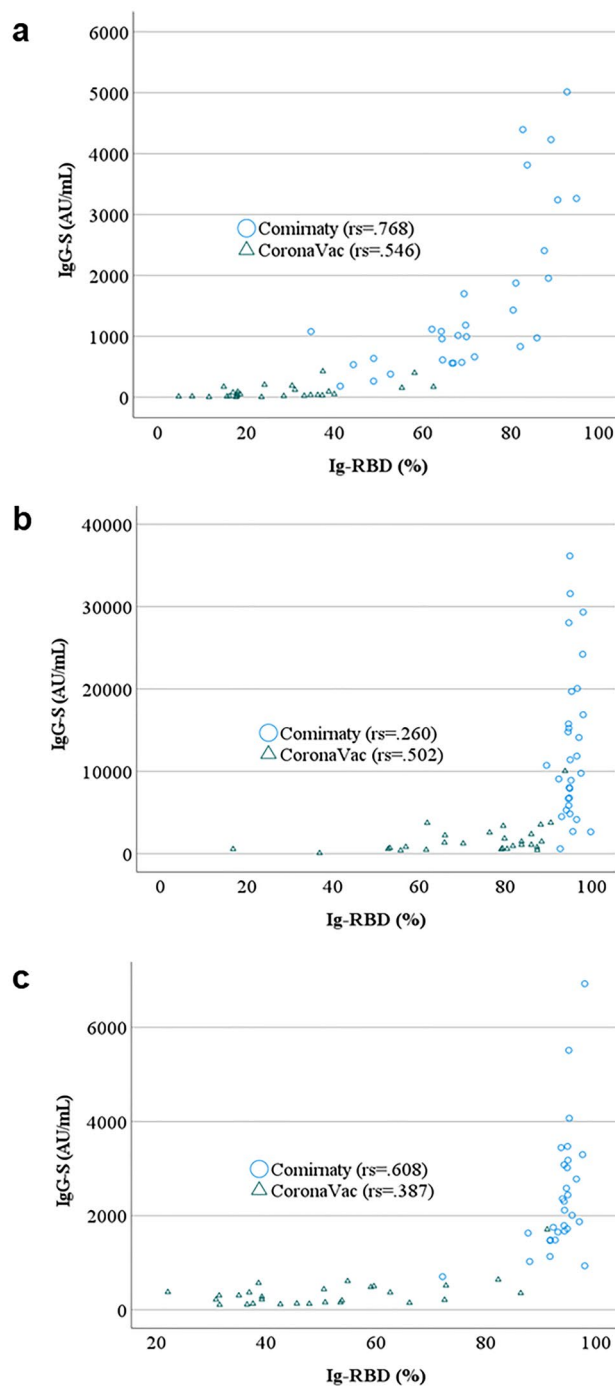 a
6000
5000
4000
3000
2000
1000
0
IgG-S (AU/mL)
Comirnaty (rs=.768)
CoronaVac (rs=.546)
0 20 40 60 80 100
Ig-RBD (%)
b
40000
30000
20000
10000
0
IgG-S (AU/mL)
Comirnaty (rs=.260)
CoronaVac (rs=.502)
0 20 40 60 80 100
Ig-RBD (%)
c
6000
4000
2000
0
IgG-S (AU/mL)
Comirnaty (rs=.608)
CoronaVac (rs=.387)
20 40 60 80 100
Ig-RBD (%)